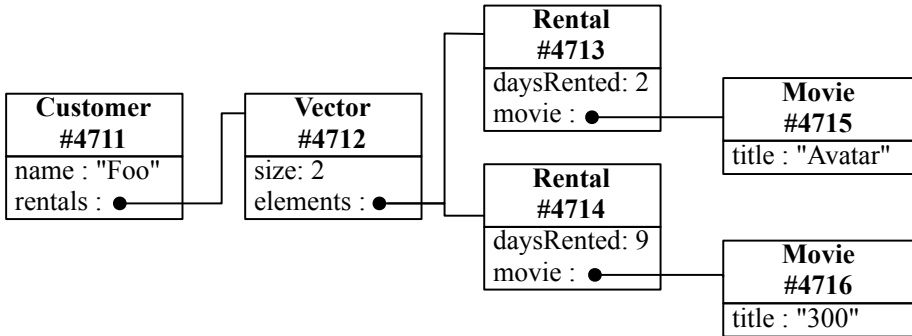 Customer
#4711
name : "Foo"
rentals :
Vector
#4712
size: 2
elements :
Rental
#4713
daysRented: 2
movie :
Rental
#4714
daysRented: 9
movie :
Movie
#4715
title : "Avatar"
Movie
#4716
title : "300"